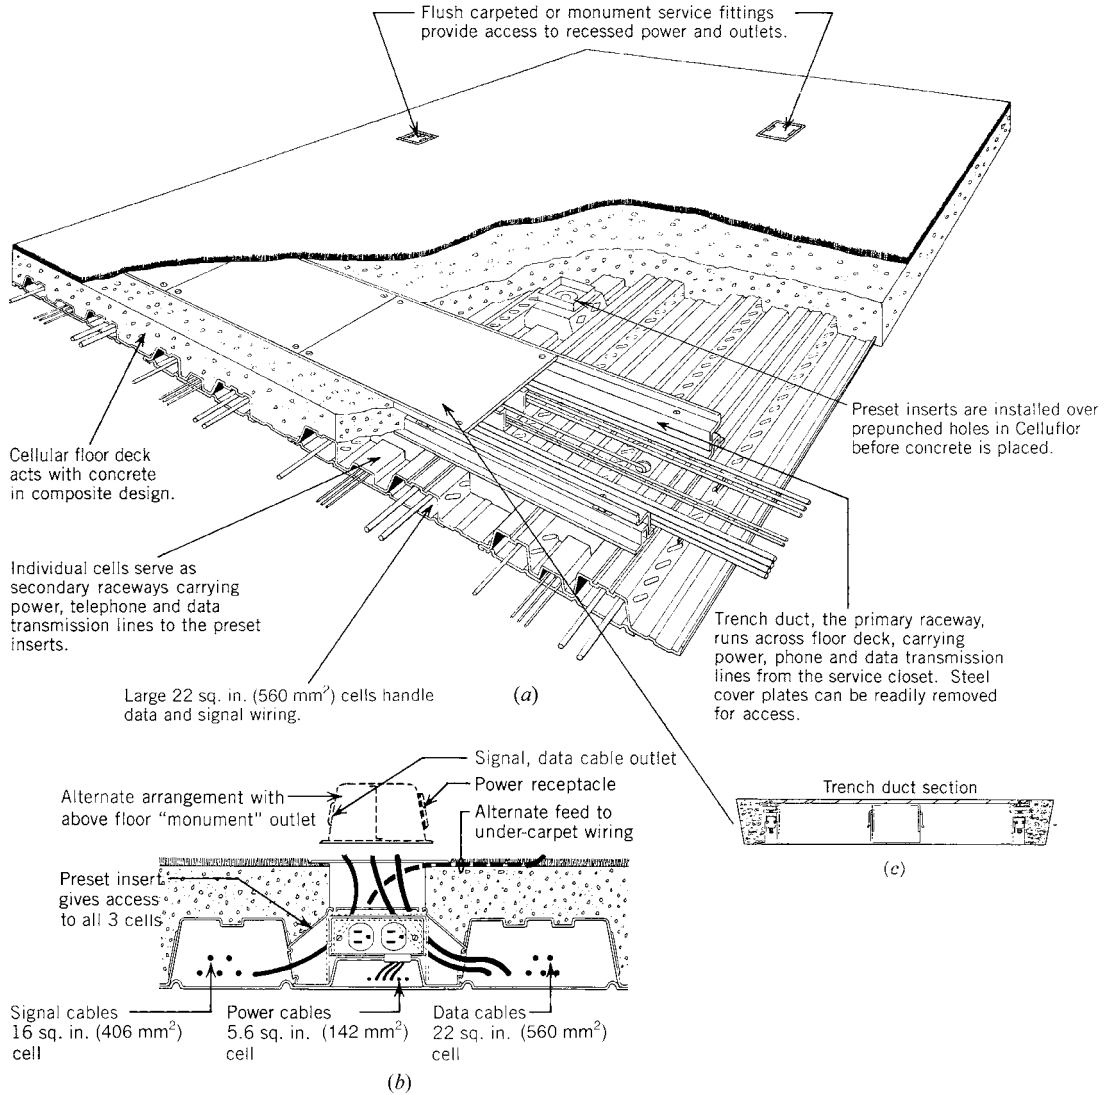 Flush carpeted or monument service fittings
provide access to recessed power and outlets.
Preset inserts are installed over
prepunched holes in Celluflor
before concrete is placed.
Cellular floor deck
acts with concrete
in composite design.
Individual cells serve as
secondary raceways carrying
power, telephone and data
transmission lines to the preset
inserts.
Trench duct, the primary raceway,
runs across floor deck, carrying
power, phone and data transmission
lines from the service closet. Steel
cover plates can be readily removed
for access.
Large 22 sq. in. (560 mm²) cells handle
data and signal wiring.
(a)
Signal, data cable outlet
Power receptacle
Alternate arrangement with
above floor “monument” outlet
Alternate feed to
under-carpet wiring
Preset insert
gives access
to all 3 cells
Signal cables
16 sq. in. (406 mm²)
cell
Power cables
5.6 sq. in. (142 mm²)
cell
Data cables
22 sq. in. (560 mm²)
cell
(b)
Trench duct section
(c)